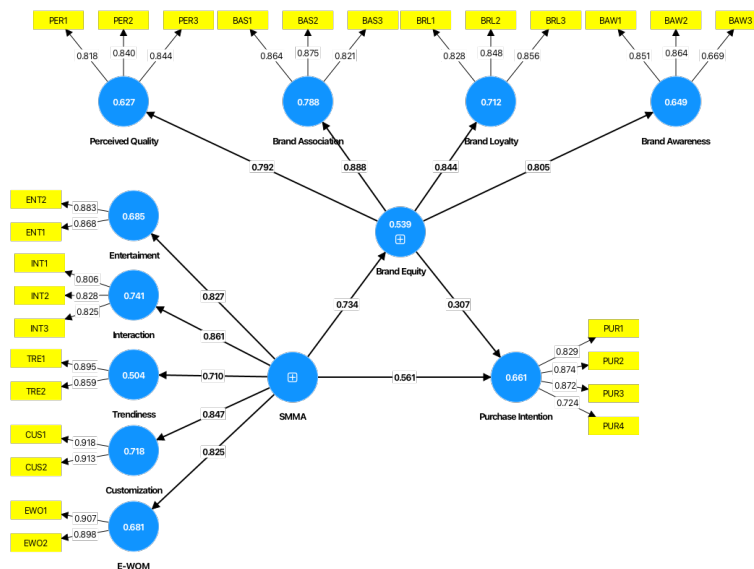 PER1 PER2 PER3 BAS1 BAS2 BAS3 BRL1 BRL2 BRL3 BAW1 BAW2 BAW3
0.818 0.840 0.844 0.864 0.875 0.821 0.828 0.848 0.856 0.851 0.864 0.669
0.627 0.788 0.712 0.649
Perceived Quality Brand Association Brand Loyalty Brand Awareness
0.792 0.888 0.844 0.805
ENT2
0.883
ENT1
0.868
0.685
Entertaiment
0.539
Brand Equity
INT1
0.806
INT2
0.828
INT3
0.825
0.741
Interaction
0.827
0.734
0.307
0.861
TRE1
0.895
TRE2
0.859
0.504
Trendiness
0.710
SMMA
0.561
0.661
Purchase Intention
PUR1
0.829
PUR2
0.874
PUR3
0.872
PUR4
0.724
0.847
CUS1
0.918
CUS2
0.913
0.718
Customization
0.825
EWO1
0.907
EWO2
0.898
0.681
E-WOM